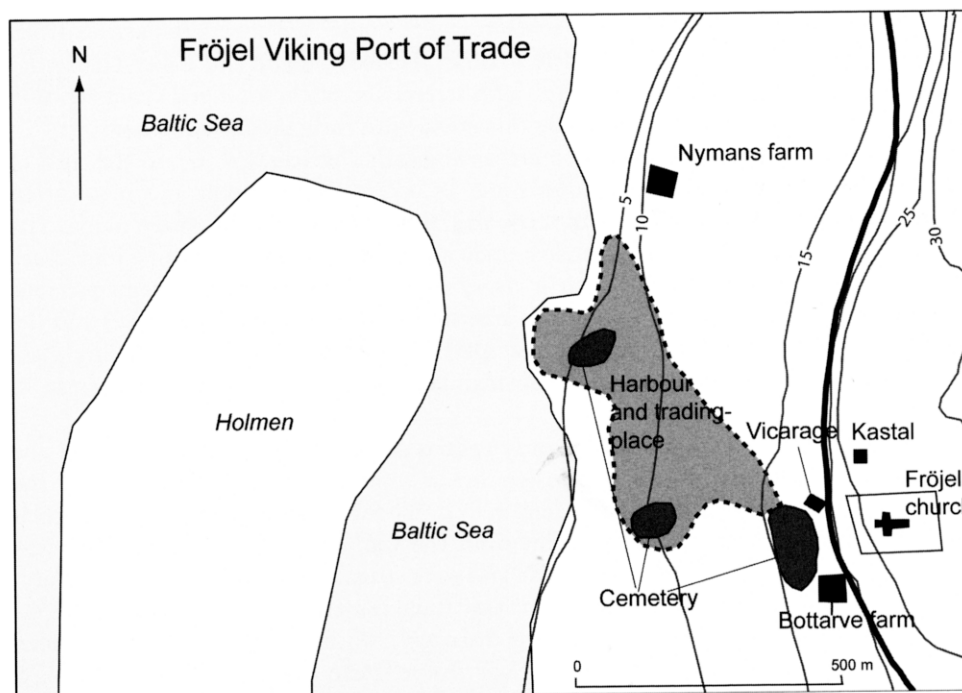 Fröjel Viking Port of Trade
N
Baltic Sea
Nymans farm
5
10
15
25
30
Harbour
and trading-
place
Holmen
Vicarage
Kastal
Fröjel
church
Baltic Sea
Cemetery
Bottarve farm
0
500 m